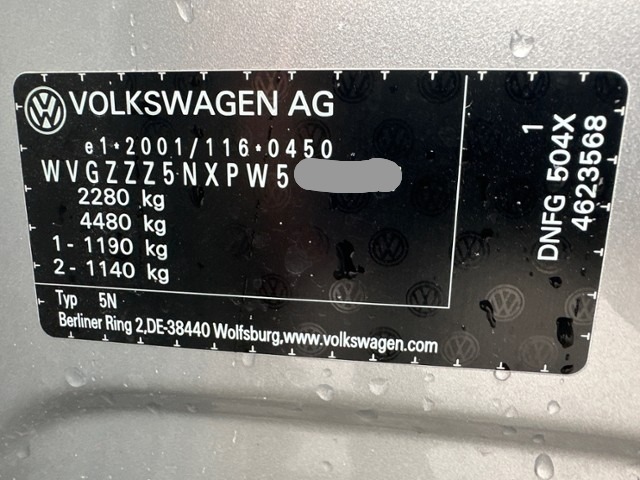 VOLKSWAGEN AG
e1*2001/116*0450
WVGZZZ5NXPW5
2280 kg
4480 kg
1 - 1190 kg
2 - 1140 kg
Typ 5N
Berliner Ring 2,DE-38440 Wolfsburg,www.volkswagen.com
1
DNFG 504X
4623568